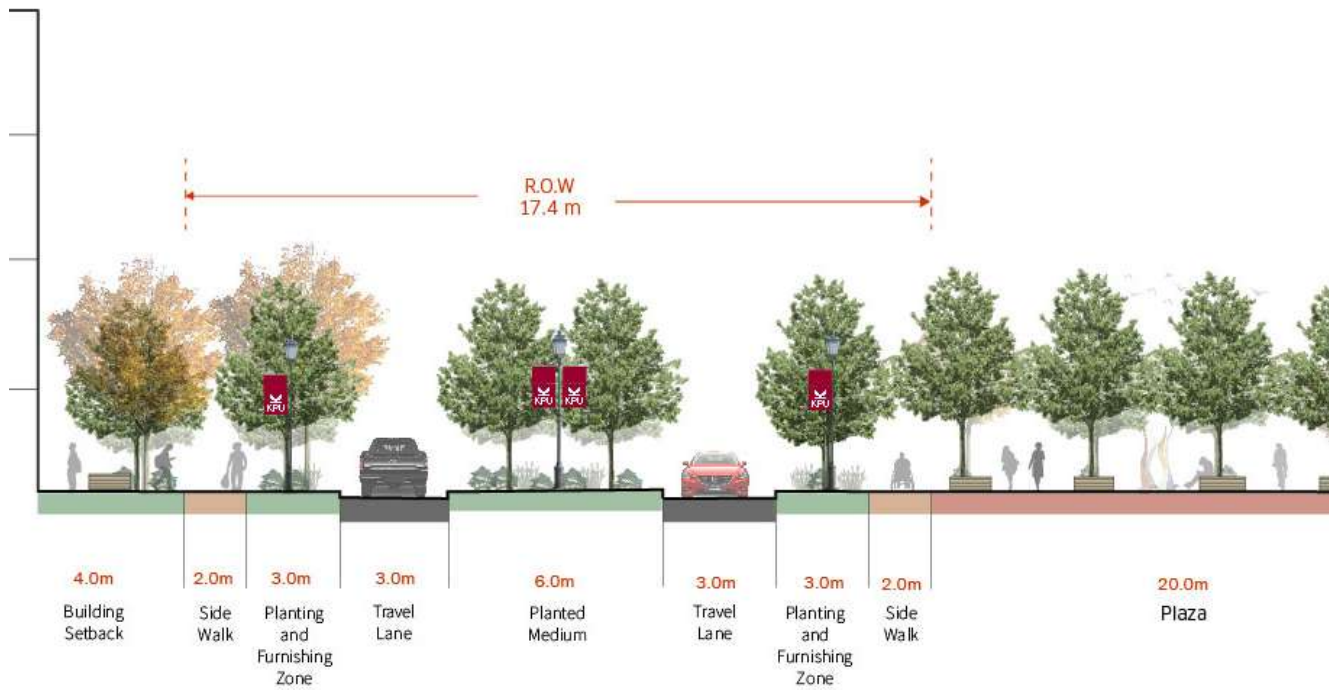 R.O.W
17.4 m
KPU
KPU
KPU
KPU
4.0m
2.0m
3.0m
3.0m
6.0m
3.0m
3.0m
2.0m
20.0m
Building
Setback
Side
Walk
Planting
and
Furnishing
Zone
Travel
Lane
Planted
Medium
Travel
Lane
Planting
and
Furnishing
Zone
Side
Walk
Plaza